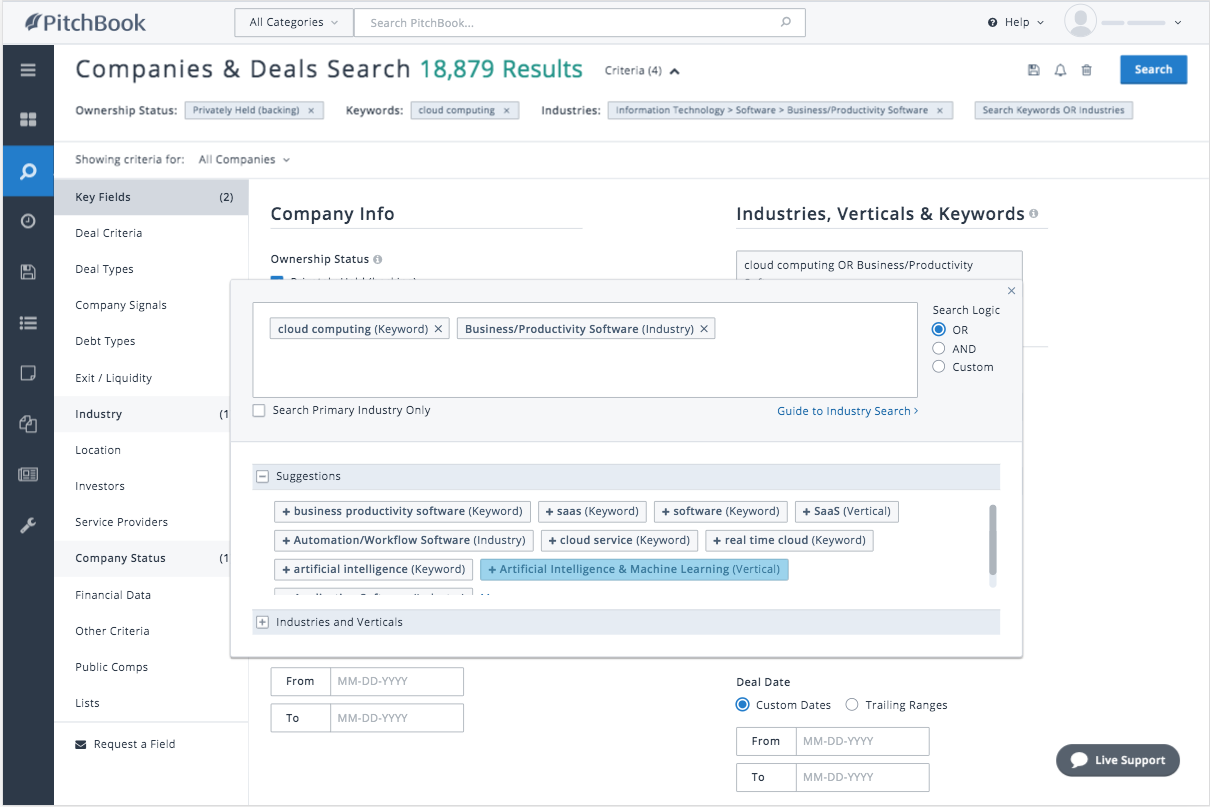 PitchBook
All Categories
Search PitchBook...
Help
Companies & Deals Search 18,879 Results
Criteria (4)
Search
Ownership Status: Privately Held (backing) ×
Keywords: cloud computing ×
Industries: Information Technology > Software > Business/Productivity Software ×
Search Keywords OR Industries
Showing criteria for: All Companies
Key Fields (2)
Deal Criteria
Deal Types
Company Signals
Debt Types
Exit / Liquidity
Industry (1
Location
Investors
Service Providers
Company Status (1
Financial Data
Other Criteria
Public Comps
Lists
Request a Field
Company Info
Ownership Status
Industries, Verticals & Keywords
cloud computing OR Business/Productivity
cloud computing (Keyword) ×
Business/Productivity Software (Industry) ×
Search Logic
OR
AND
Custom
Search Primary Industry Only
Guide to Industry Search >
Suggestions
+ business productivity software (Keyword) + saas (Keyword) + software (Keyword) + SaaS (Vertical)
+ Automation/Workflow Software (Industry) + cloud service (Keyword) + real time cloud (Keyword)
+ artificial intelligence (Keyword) + Artificial Intelligence & Machine Learning (Vertical)
Industries and Verticals
From MM-DD-YYYY
To MM-DD-YYYY
Deal Date
Custom Dates Trailing Ranges
From MM-DD-YYYY
To MM-DD-YYYY
Live Support